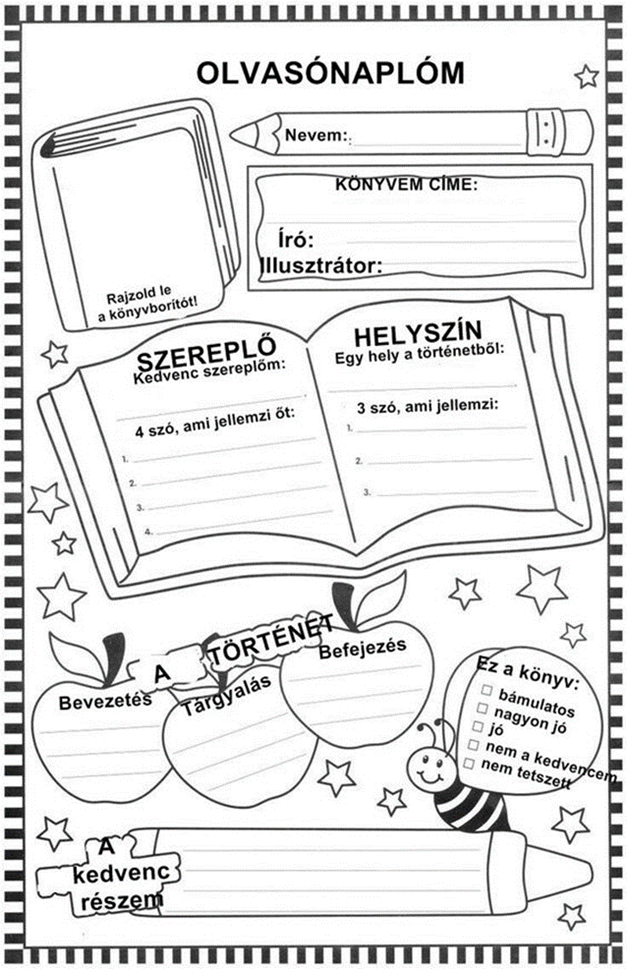 OLVASÓNAPLÓM
Nevem:
KÖNYVEM CÍME:
Író:
Illusztrátor:
Rajzold le
a könyvborítót!
SZEREPLŐ
Kedvenc szereplőm:
4 szó, ami jellemzi őt:
1.
2.
3.
4.
HELYSZÍN
Egy hely a történetből:
3 szó, ami jellemzi:
1.
2.
3.
A TÖRTÉNET
Bevezetés
Tárgyalás
Befejezés
Ez a könyv:
bámulatos
nagyon jó
jó
nem a kedvencem
nem tetszett
A
kedvenc
részem